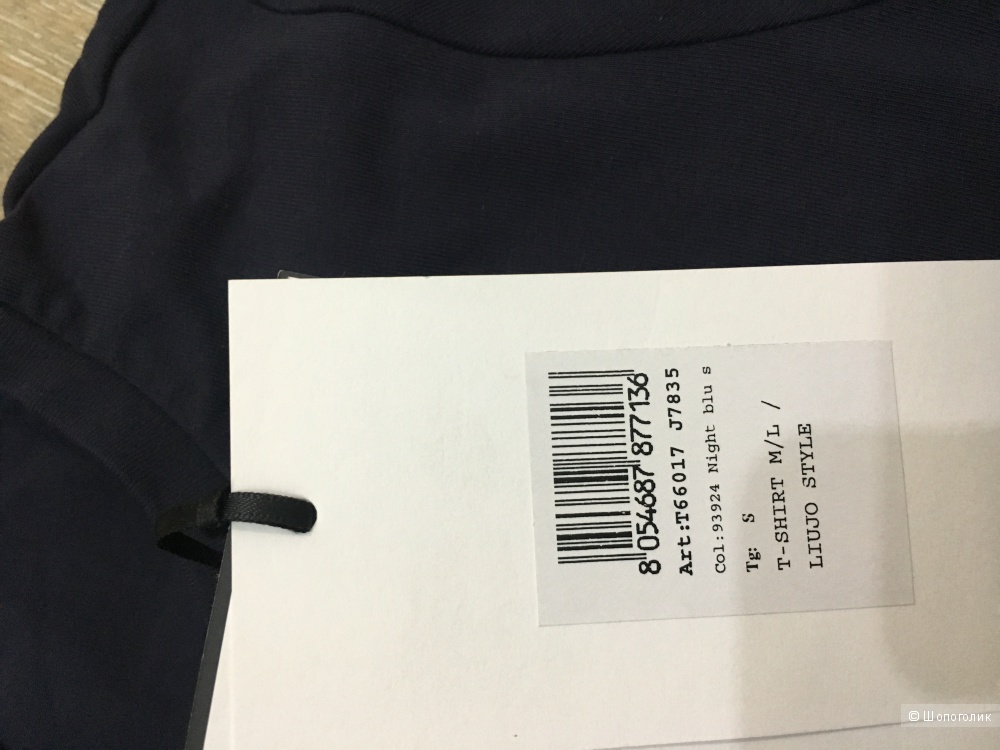 8 054687 877136
Art:T66017 J7835
Col:93924 Night blu s
Tg: S
T-SHIRT M/L /
LIUJO STYLE
© Шопоголик